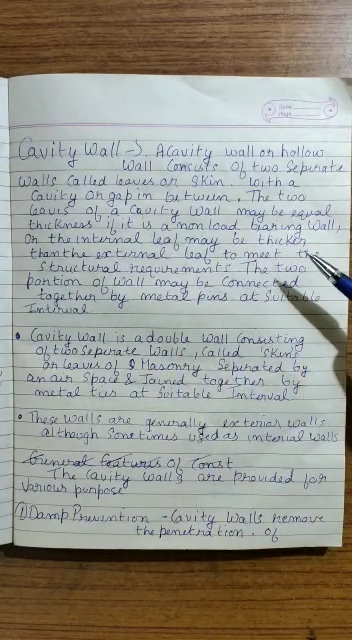 Date
Page
Cavity Wall → A cavity wall or hollow
Wall Consists Of two Seperate
Walls Called leaves or Skin. With a
Cavity Or gap in between. The two
leaves of a Cavity Wall may be equal
thickness if it is a non load biaring Wall,
Or the internal leaf may be thicker
than the external leaf to meet the
Structural requirements The two
portion of Wall may be Connected
together by metal pins at Suitable
Interval
• Cavity Wall is a double Wall Consisting
of two Seperate Walls, Called 'Skins
or leaves of Masonry Seperated by
an air Space & Joined together by
metal ties at Suitable Interval
• These Walls are generally exterior walls
although Sometimes used as interial walls
General features Of Const
The Cavity Walls are provided for
Various purpose
① Damp Prevention - Cavity Walls remove
the penetration. of